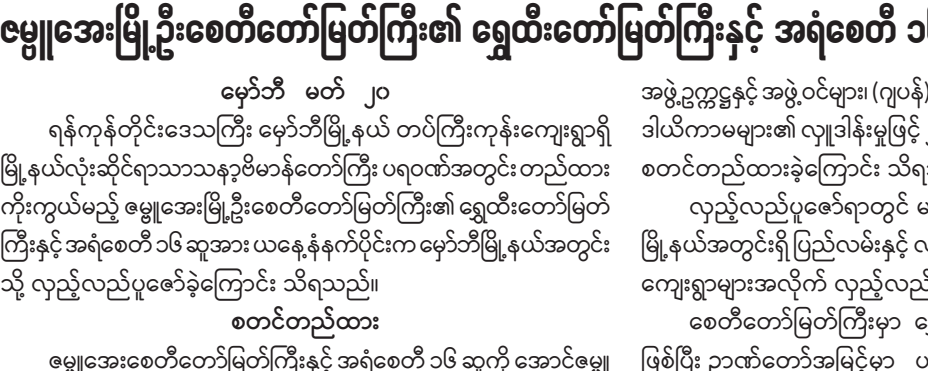 ဇမ္ဗူအေးမြို့ဦးစေတီတော်မြတ်ကြီး၏ ရွှေထီးတော်မြတ်ကြီးနှင့် အရံစေတီ
မှော်ဘီ မတ် ၂၀
ရန်ကုန်တိုင်းဒေသကြီး မှော်ဘီမြို့နယ် တပ်ကြီးကုန်းကျေးရွာရှိ
မြို့နယ်လုံးဆိုင်ရာသာသနာ့ဗိမာန်တော်ကြီး ပရဝဏ်အတွင်း တည်ထား
ကိုးကွယ်မည့် ဇမ္ဗူအေးမြို့ဦးစေတီတော်မြတ်ကြီး၏ ရွှေထီးတော်မြတ်
ကြီးနှင့် အရံစေတီ ၁၆ ဆူအား ယနေ့နံနက်ပိုင်းက မှော်ဘီမြို့နယ်အတွင်း
သို့ လှည့်လည်ပူဇော်ခဲ့ကြောင်း သိရသည်။
စတင်တည်ထား
ဇမ္ဗူအေးစေတီတော်မြတ်ကြီးနှင့် အရံစေတီ ၁၆ ဆူကို အောင်ဇမ္ဗူ
အဖွဲ့ဥက္ကဋ္ဌနှင့် အဖွဲ့ဝင်များ၊ (ဂျပန်)
ဒါယိကာမများ၏ လှူဒါန်းမှုဖြင့်
စတင်တည်ထားခဲ့ကြောင်း
လှည့်လည်ပူဇော်ရာတွင်
မြို့နယ်အတွင်းရှိ ပြည်လမ်းနှင့်
ကျေးရွာများအလိုက်
စေတီတော်မြတ်ကြီးမှာ
ဖြစ်ပြီး ဉာဏ်တော်အမြင့်မှာ